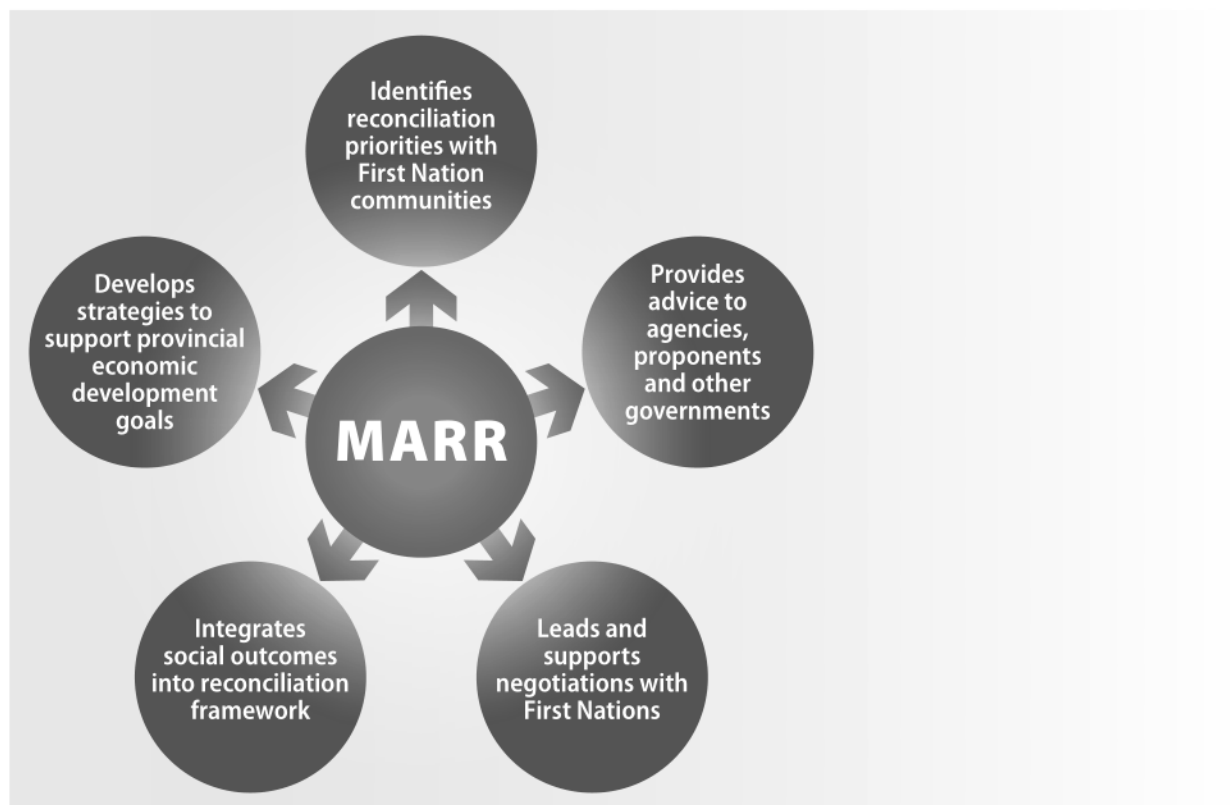 Identifies
reconciliation
priorities with
First Nation
communities
Provides
advice to
agencies,
proponents
and other
governments
Leads and
supports
negotiations with
First Nations
Integrates
social outcomes
into reconciliation
framework
Develops
strategies to
support provincial
economic
development
goals
MARR